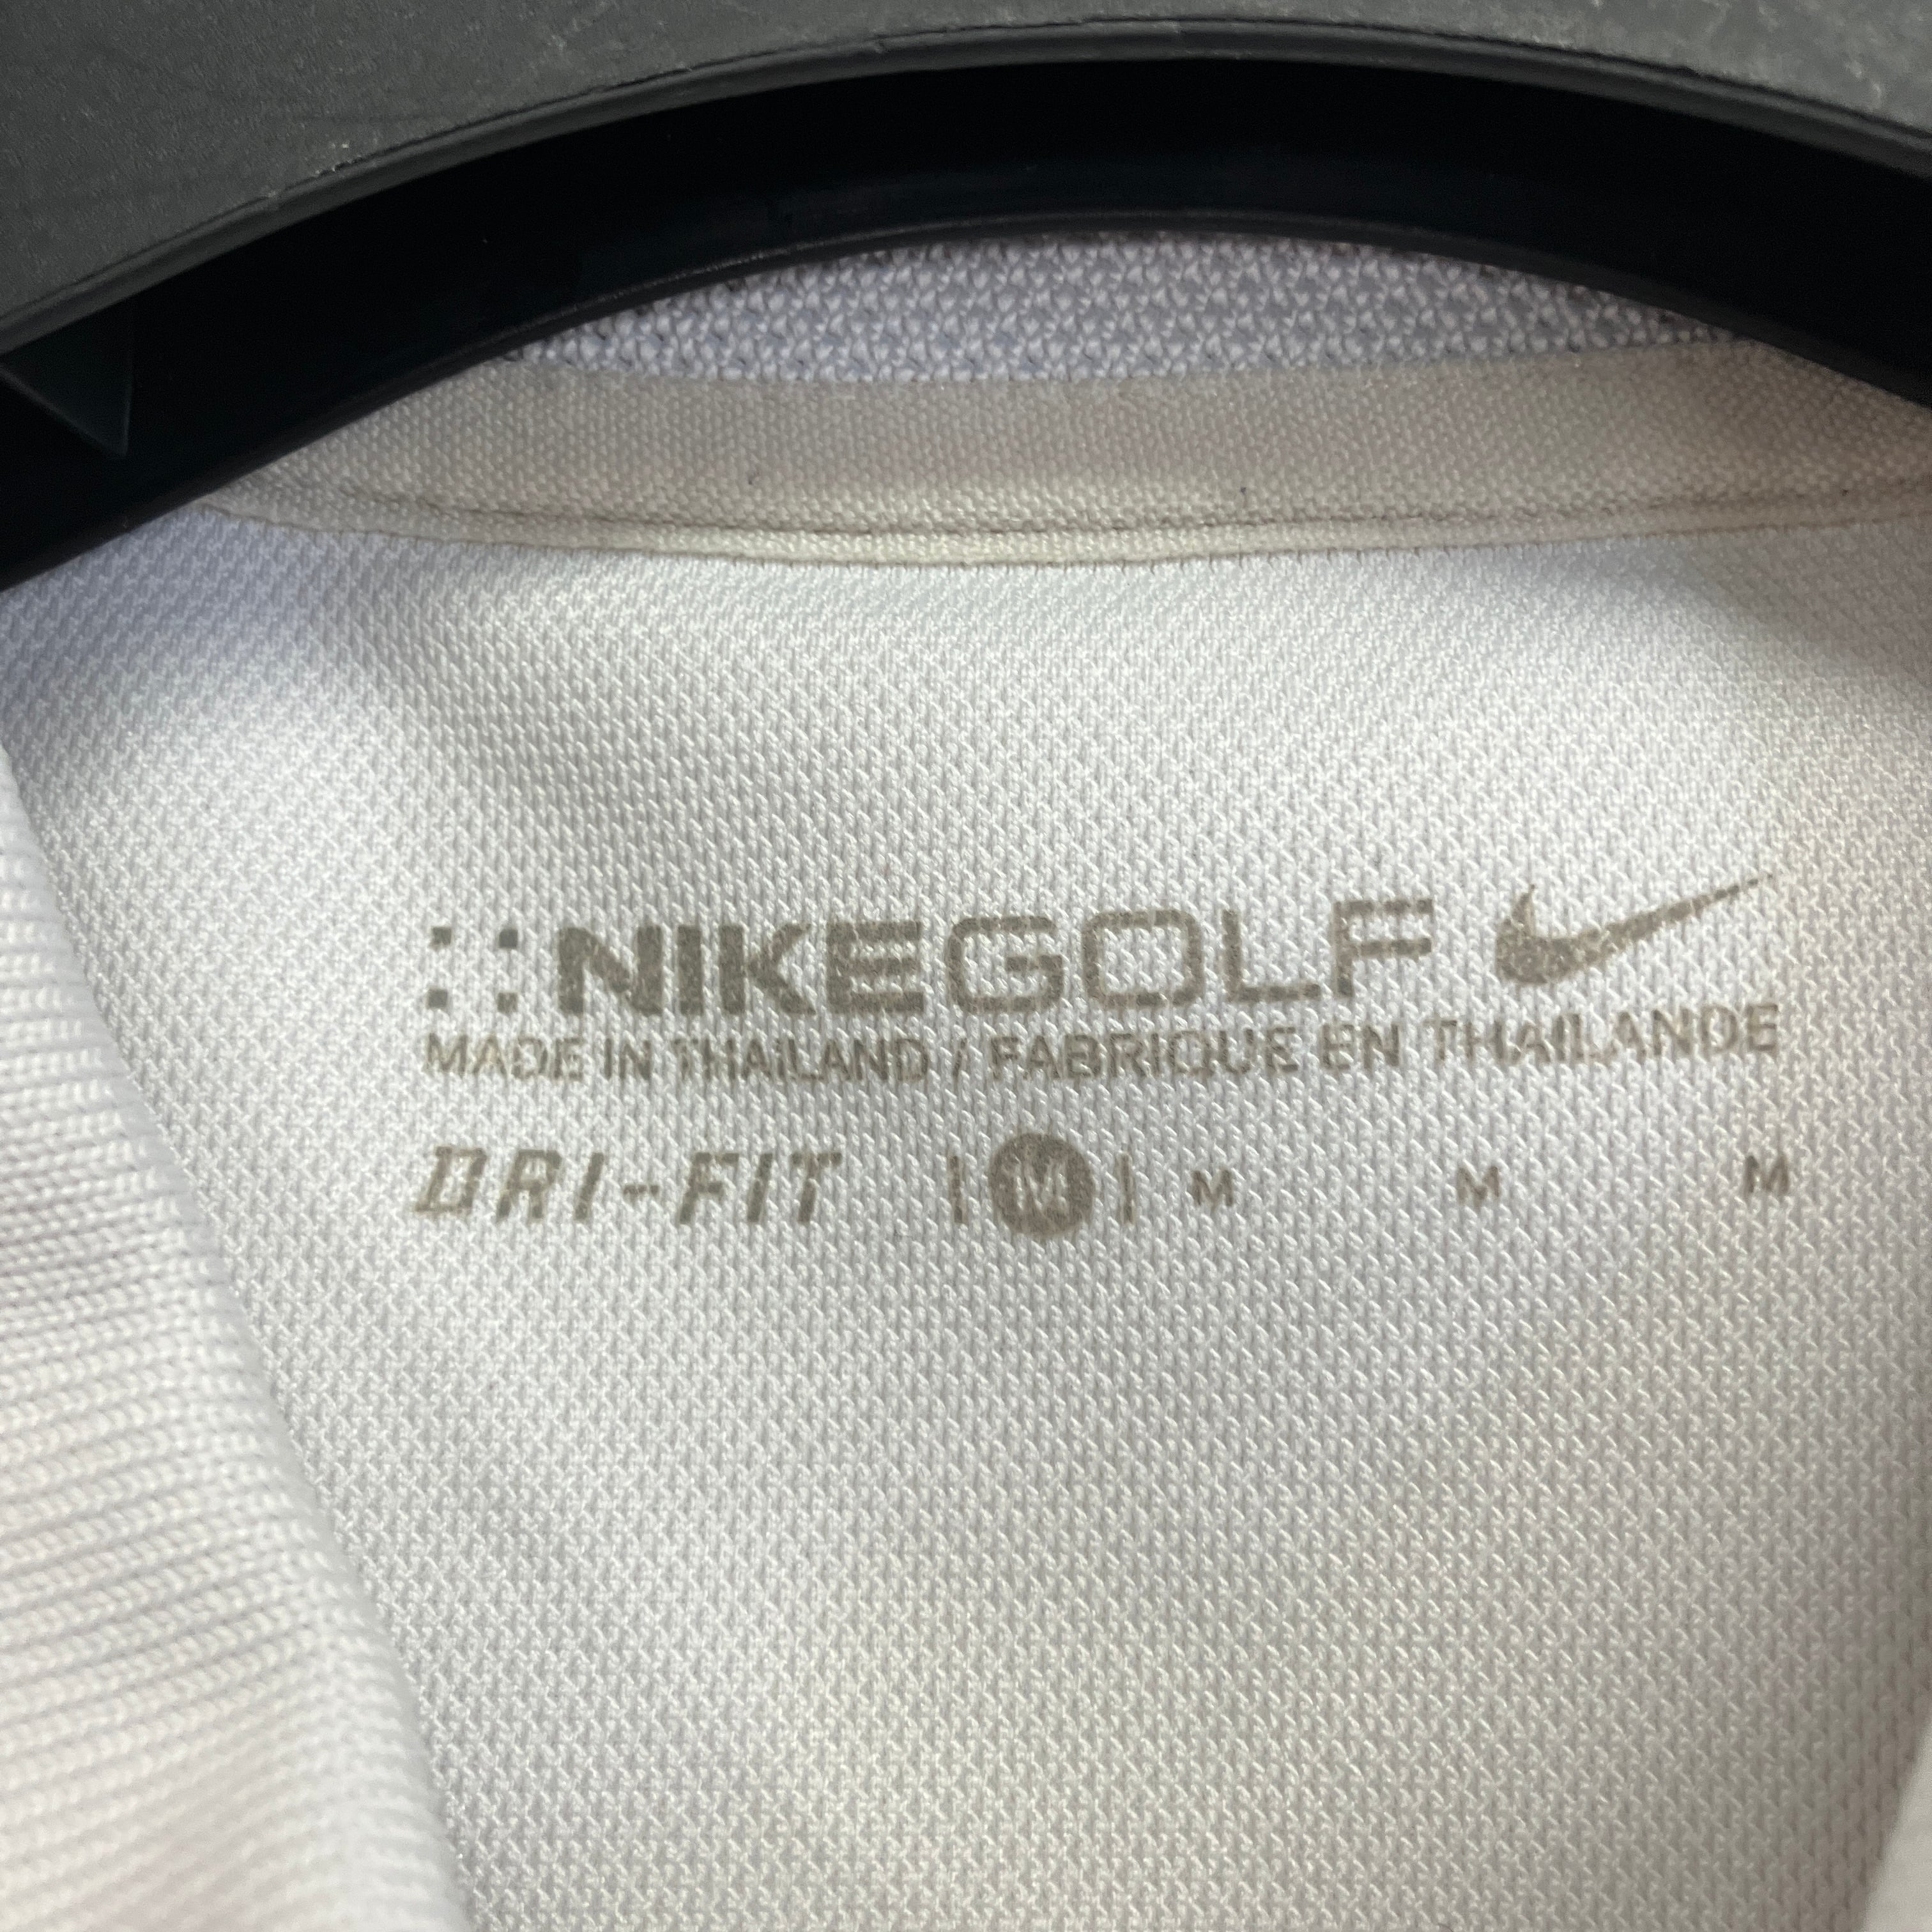 NIKEGOLF
MADE IN THAILAND / FABRIQUE EN THAILANDE
DRI-FIT | M | M M M